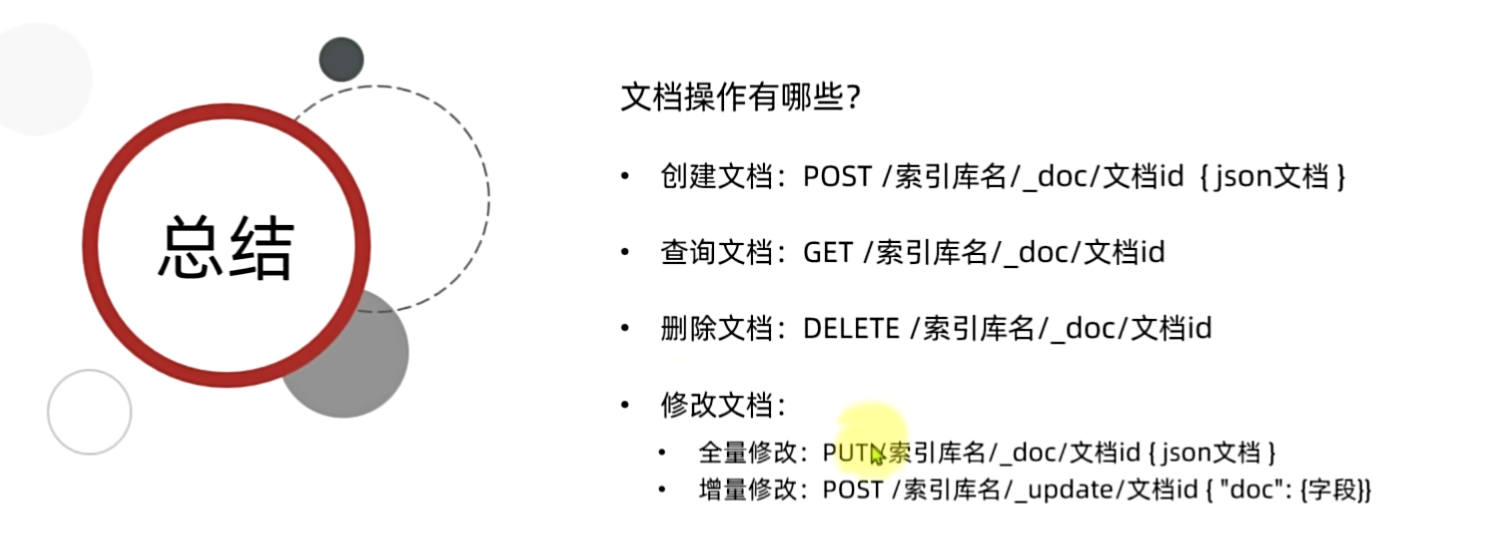 总结
文档操作有哪些？
• 创建文档：POST /索引库名/_doc/文档id { json文档 }
• 查询文档：GET /索引库名/_doc/文档id
• 删除文档：DELETE /索引库名/_doc/文档id
• 修改文档：
• 全量修改：PUT /索引库名/_doc/文档id { json文档 }
• 增量修改：POST /索引库名/_update/文档id { "doc": {字段}}